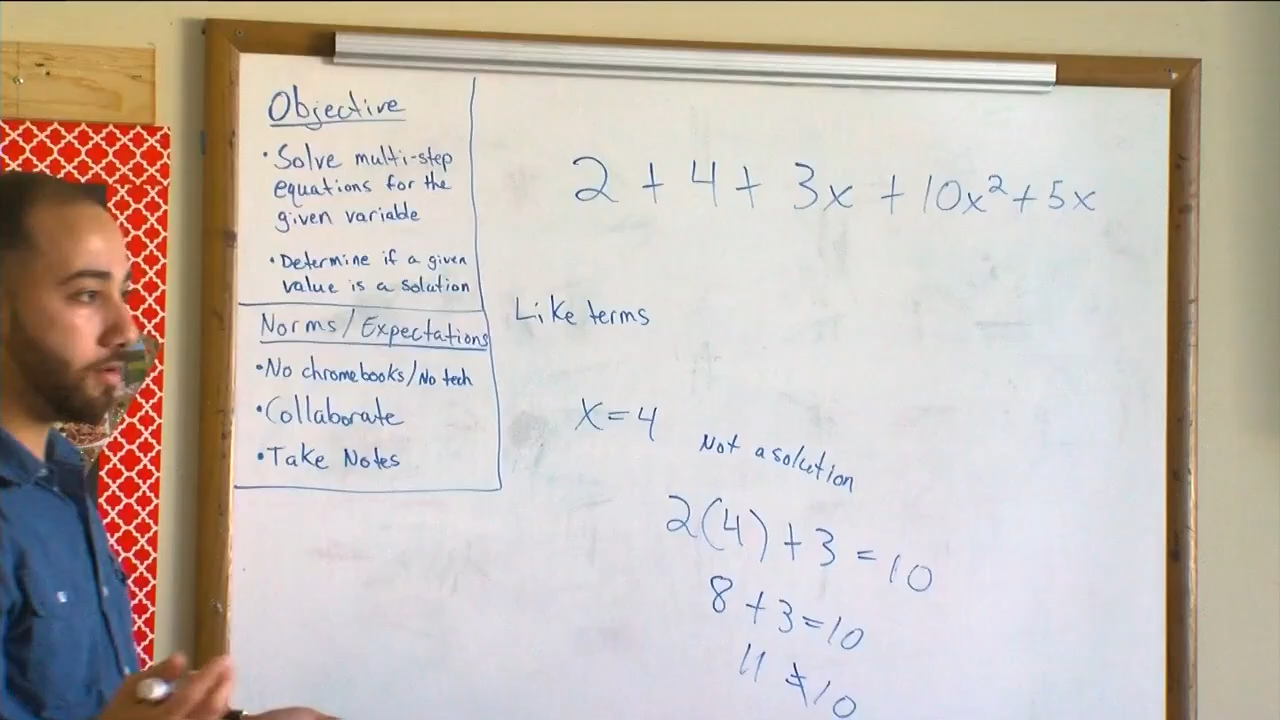 Objective
• Solve multi-step
equations for the
given variable
• Determine if a given
value is a solution
Norms/Expectations
• No chromebooks/No tech
• Collaborate
• Take Notes
2 + 4 + 3x + 10x² + 5x
Like terms
x = 4
Not a solution
2(4) + 3 = 10
8 + 3 = 10
11 ≠ 10